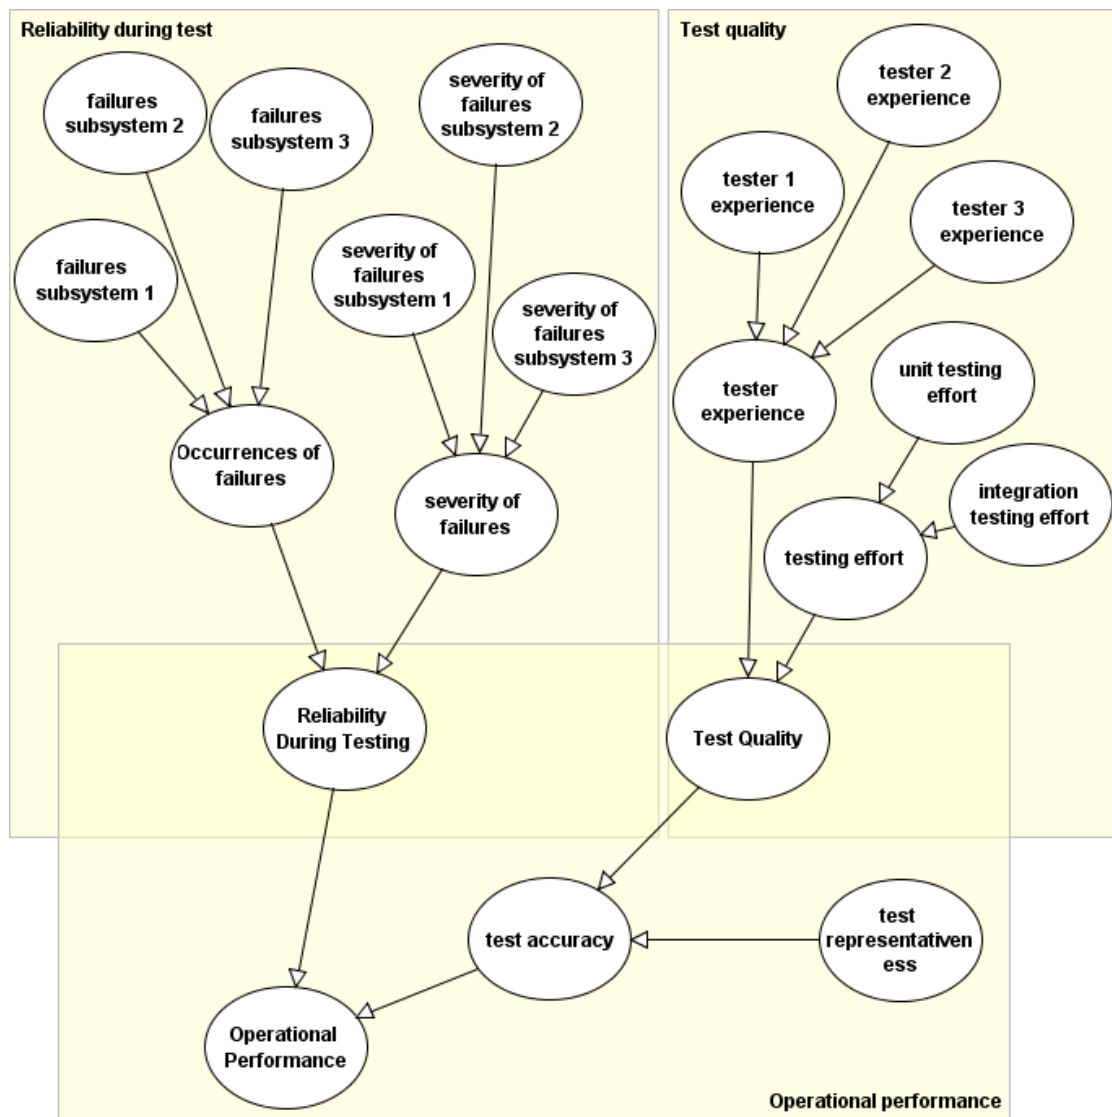 Reliability during test
failures
subsystem 2
failures
subsystem 3
severity of
failures
subsystem 2
failures
subsystem 1
severity of
failures
subsystem 1
severity of
failures
subsystem 3
Occurrences of
failures
severity of
failures
Reliability
During Testing
Test quality
tester 2
experience
tester 1
experience
tester 3
experience
tester
experience
unit testing
effort
integration
testing effort
testing effort
Test Quality
test accuracy
test
representativen
ess
Operational
Performance
Operational performance